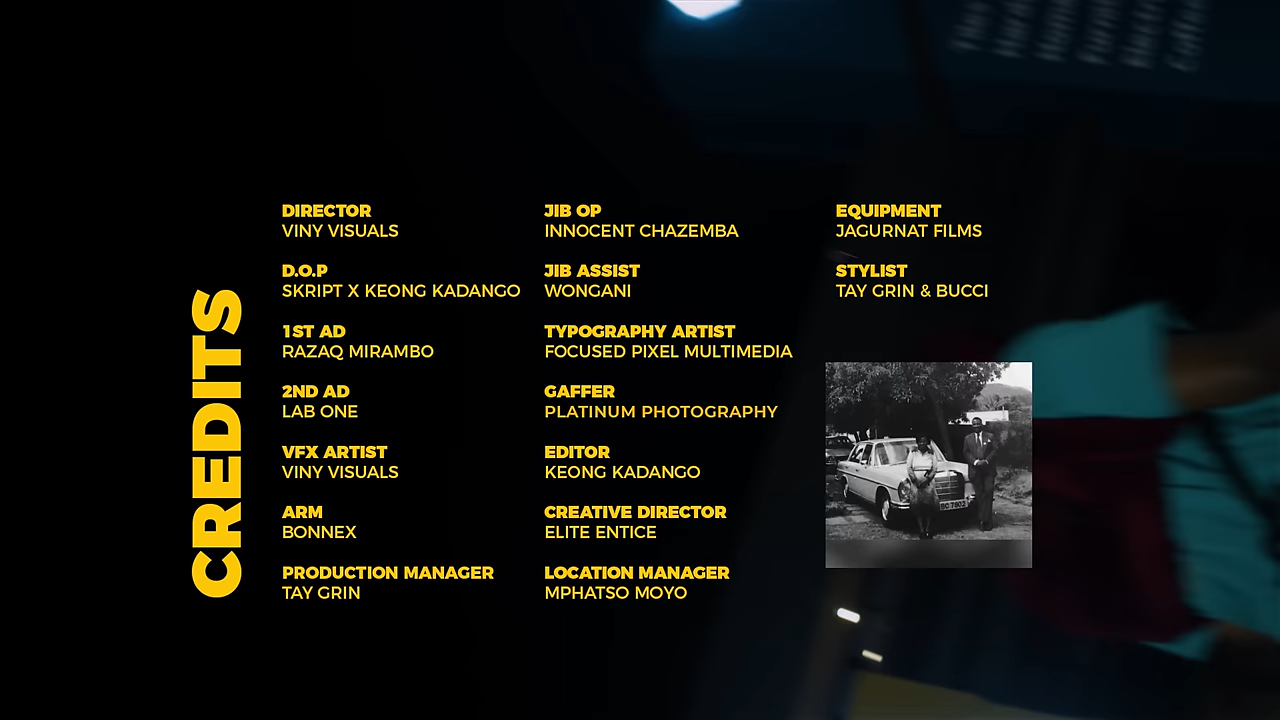 CREDITS
DIRECTOR
VINY VISUALS
D.O.P
SKRIPT X KEONG KADANGO
1ST AD
RAZAQ MIRAMBO
2ND AD
LAB ONE
VFX ARTIST
VINY VISUALS
ARM
BONNEX
PRODUCTION MANAGER
TAY GRIN
JIB OP
INNOCENT CHAZEMBA
JIB ASSIST
WONGANI
TYPOGRAPHY ARTIST
FOCUSED PIXEL MULTIMEDIA
GAFFER
PLATINUM PHOTOGRAPHY
EDITOR
KEONG KADANGO
CREATIVE DIRECTOR
ELITE ENTICE
LOCATION MANAGER
MPHATSO MOYO
EQUIPMENT
JAGURNAT FILMS
STYLIST
TAY GRIN & BUCCI